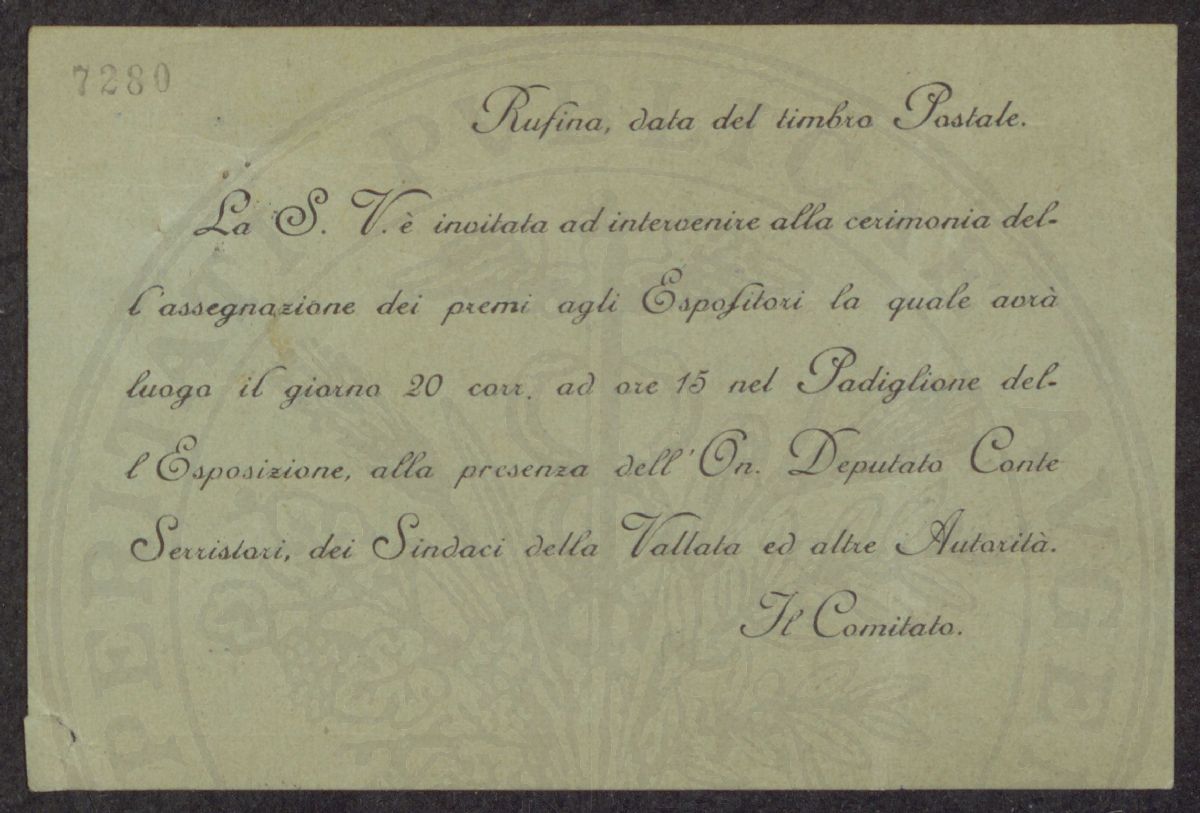 7280
Rufina, data del timbro Postale.
La S. V. è invitata ad intervenire alla cerimonia del-
l'assegnazione dei premi agli Espositori la quale avrà
luogo il giorno 20 corr. ad ore 15 nel Padiglione del-
l'Esposizione, alla presenza dell'On. Deputato Conte
Serristori, dei Sindaci della Vallata ed altre Autorità.
Il Comitato.